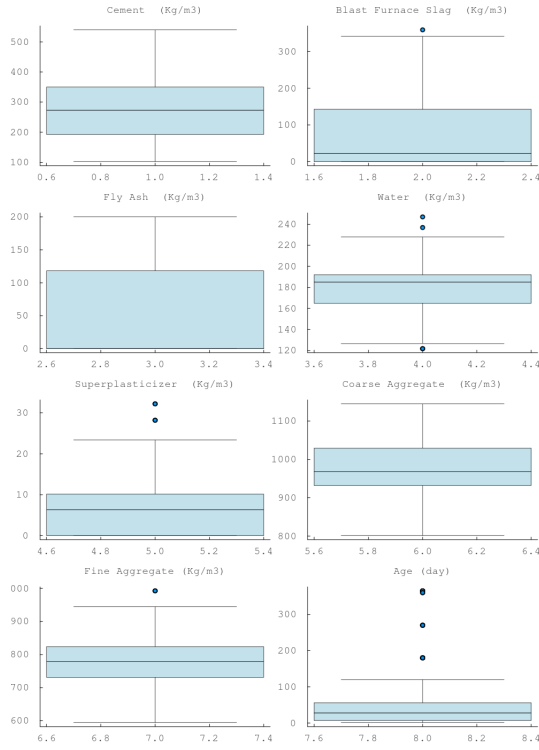 Cement  (Kg/m3)
500
400
300
200
100
0.6 0.8 1.0 1.2 1.4
Blast Furnace Slag  (Kg/m3)
300
200
100
0
1.6 1.8 2.0 2.2 2.4
Fly Ash  (Kg/m3)
200
150
100
50
0
2.6 2.8 3.0 3.2 3.4
Water  (Kg/m3)
240
220
200
180
160
140
120
3.6 3.8 4.0 4.2 4.4
Superplasticizer (Kg/m3)
30
20
10
0
4.6 4.8 5.0 5.2 5.4
Coarse Aggregate  (Kg/m3)
1100
1000
900
800
5.6 5.8 6.0 6.2 6.4
Fine Aggregate (Kg/m3)
000
900
800
700
600
6.6 6.8 7.0 7.2 7.4
Age (day)
300
200
100
0
7.6 7.8 8.0 8.2 8.4